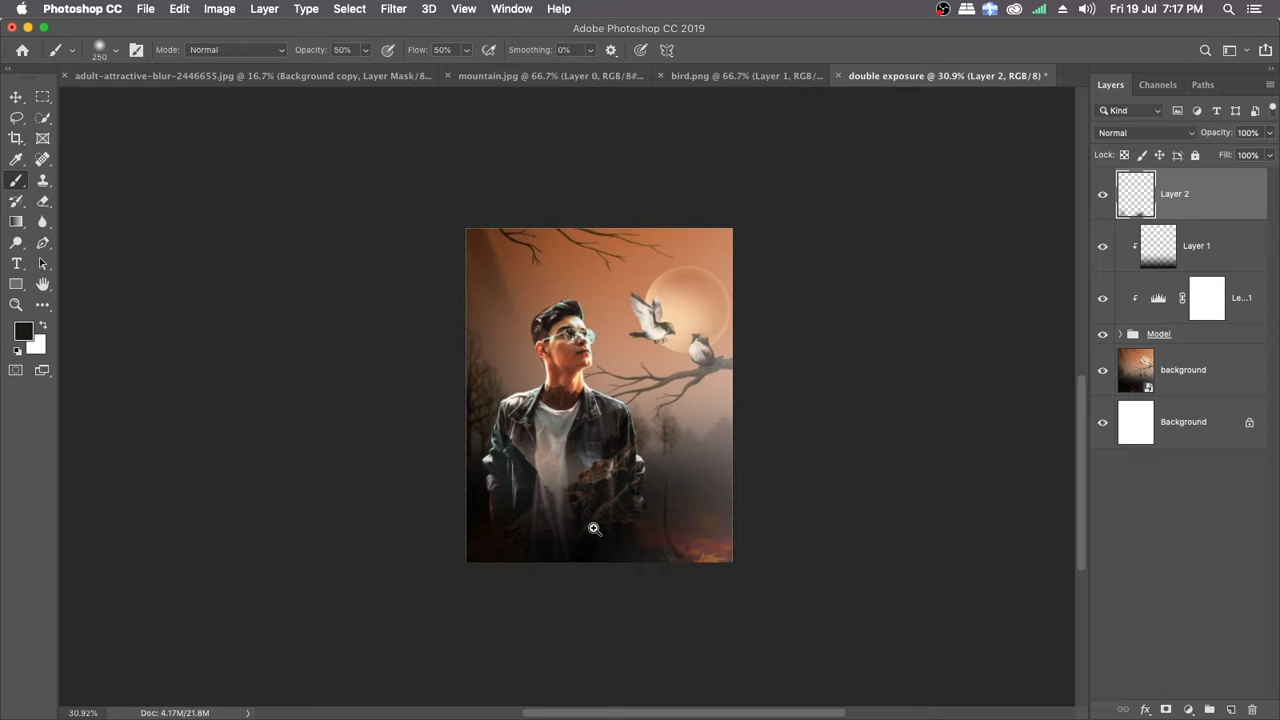 Photoshop CC File Edit Image Layer Type Select Filter 3D View Window Help Fri 19 Jul 7:17 PM
Adobe Photoshop CC 2019
250 Mode: Normal Opacity: 50% Flow: 50% Smoothing: 0%
adult-attractive-blur-2446655.jpg @ 16.7% (Background copy, Layer Mask/8... mountain.jpg @ 66.7% (Layer 0, RGB/8#... bird.png @ 66.7% (Layer 1, RGB/... double exposure @ 30.9% (Layer 2, RGB/8) *
Layers Channels Paths
Kind
Normal Opacity: 100%
Lock: Fill: 100%
Layer 2
Layer 1
Le...1
Model
background
Background
30.92% Doc: 4.17M/21.8M